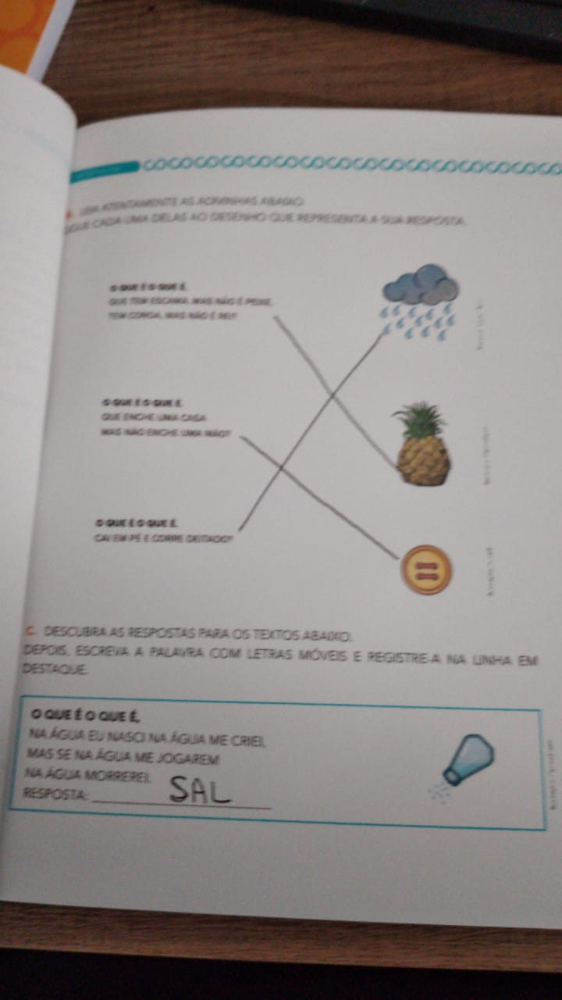 LEIA ATENTAMENTE AS ADIVINHAS ABAIXO.
LIGUE CADA UMA DELAS AO DESENHO QUE REPRESENTA A SUA RESPOSTA.
O QUE É O QUE É,
QUE TEM ESCAMA, MAS NÃO É PEIXE.
TEM COROA, MAS NÃO É REI?
O QUE É O QUE É,
QUE ENCHE UMA CASA
MAS NÃO ENCHE UMA MÃO?
O QUE É O QUE É,
CAI EM PÉ E CORRE DEITADO?
C. DESCUBRA AS RESPOSTAS PARA OS TEXTOS ABAIXO.
DEPOIS, ESCREVA A PALAVRA COM LETRAS MÓVEIS E REGISTRE-A NA LINHA EM
DESTAQUE.
O QUE É O QUE É,
NA ÁGUA EU NASCI NA ÁGUA ME CRIEI,
MAS SE NA ÁGUA ME JOGAREM
NA ÁGUA MORREREI.
RESPOSTA: SAL